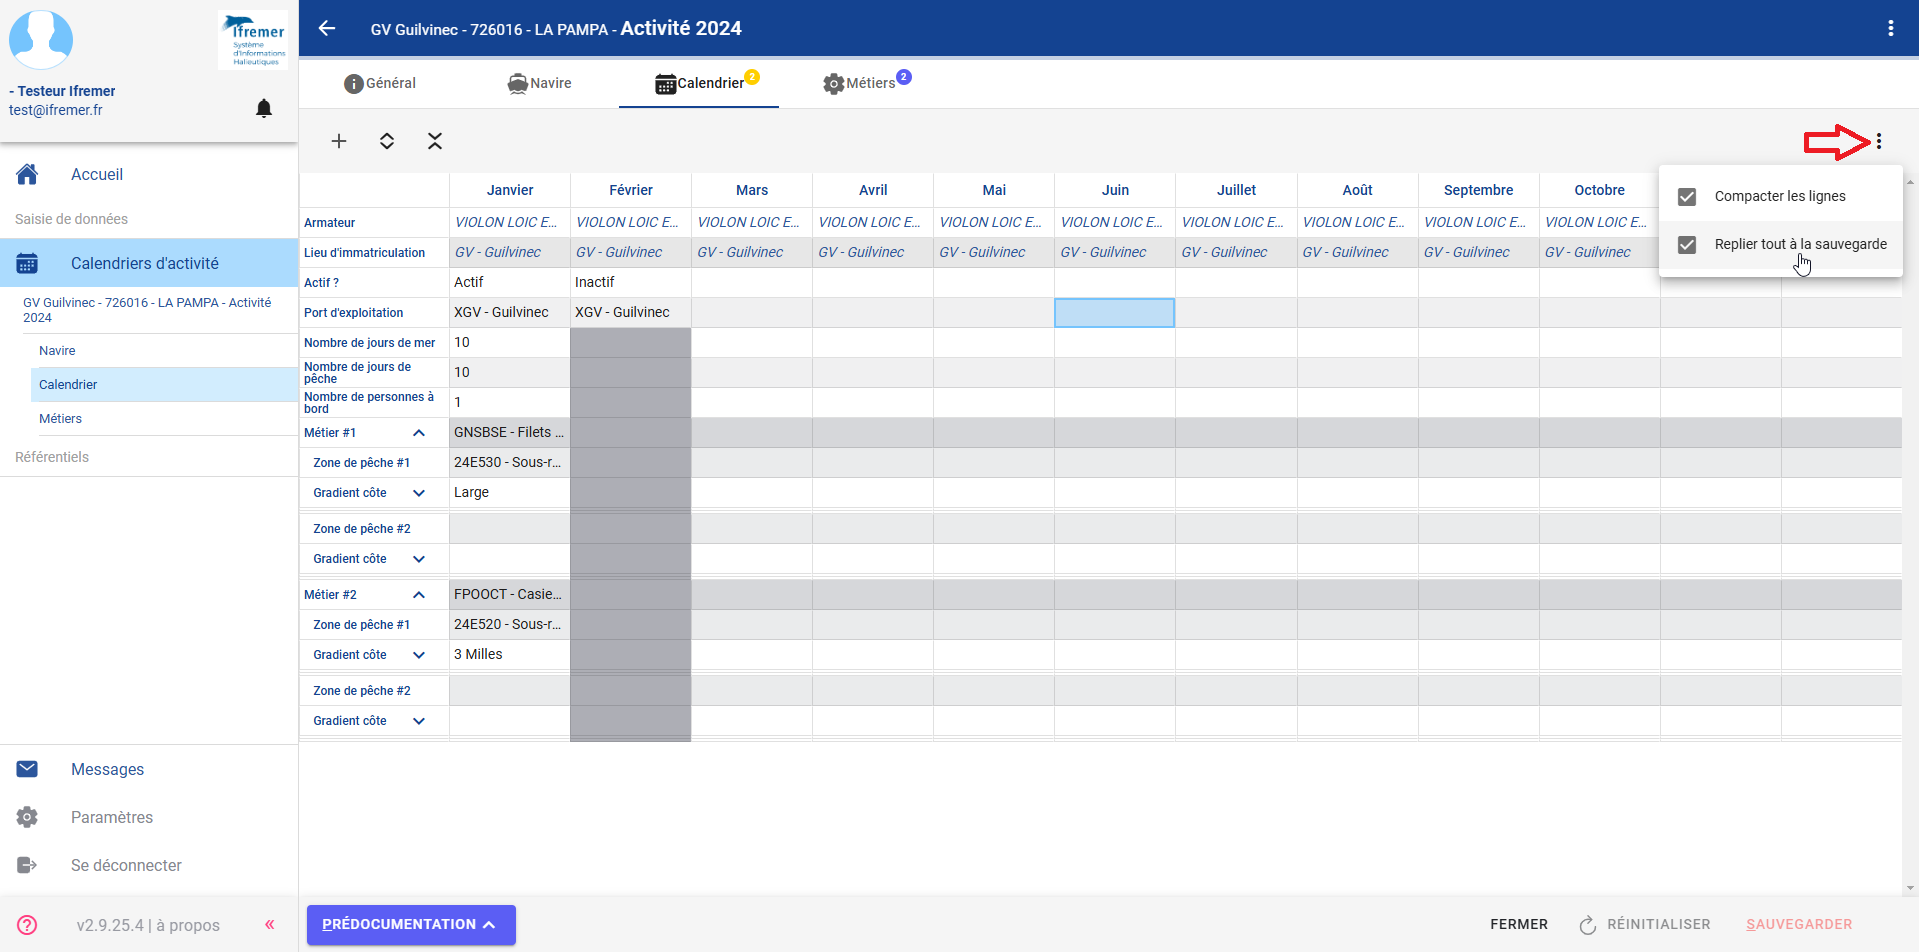 Ifremer
Système
d'Informations
Halieutiques
- Testeur Ifremer
test@ifremer.fr
Accueil
Saisie de données
Calendriers d'activité
GV Guilvinec - 726016 - LA PAMPA - Activité
2024
Navire
Calendrier
Métiers
Référentiels
Messages
Paramètres
Se déconnecter
v2.9.25.4 | à propos «
GV Guilvinec - 726016 - LA PAMPA - Activité 2024
Général Navire Calendrier 2 Métiers 2
Compacter les lignes
Replier tout à la sauvegarde
Janvier Février Mars Avril Mai Juin Juillet Août Septembre Octobre
Armateur VIOLON LOIC E... VIOLON LOIC E... VIOLON LOIC E... VIOLON LOIC E... VIOLON LOIC E... VIOLON LOIC E... VIOLON LOIC E... VIOLON LOIC E... VIOLON LOIC E... VIOLON LOIC E...
Lieu d'immatriculation GV - Guilvinec GV - Guilvinec GV - Guilvinec GV - Guilvinec GV - Guilvinec GV - Guilvinec GV - Guilvinec GV - Guilvinec GV - Guilvinec GV - Guilvinec
Actif ? Actif Inactif
Port d'exploitation XGV - Guilvinec XGV - Guilvinec
Nombre de jours de mer 10
Nombre de jours de
pêche 10
Nombre de personnes à
bord 1
Métier #1 GNSBSE - Filets ...
Zone de pêche #1 24E530 - Sous-r...
Gradient côte Large
Zone de pêche #2
Gradient côte
Métier #2 FPOOCT - Casie...
Zone de pêche #1 24E520 - Sous-r...
Gradient côte 3 Milles
Zone de pêche #2
Gradient côte
PRÉDOCUMENTATION
FERMER RÉINITIALISER SAUVEGARDER